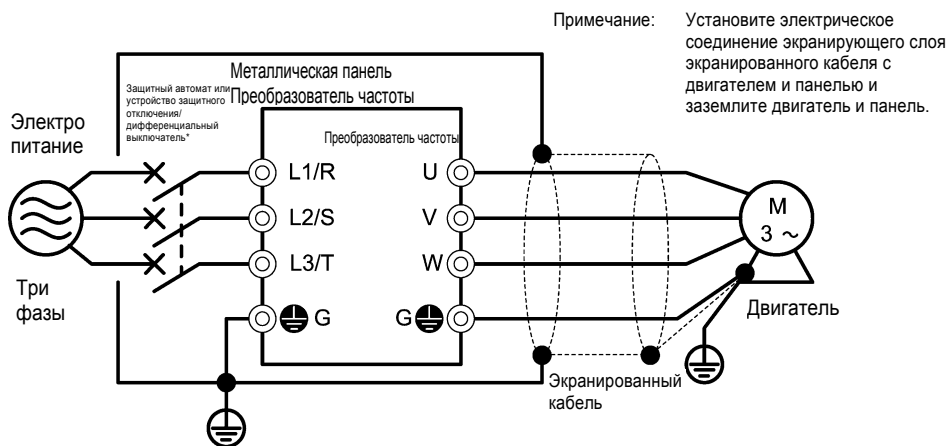 Примечание:
Установите электрическое
соединение экранирующего слоя
экранированного кабеля с
двигателем и панелью и
заземлите двигатель и панель.
Металлическая панель
Преобразователь частоты
Защитный автомат или
устройство защитного
отключения/
дифференциальный
выключатель*
Электро
питание
Преобразователь частоты
L1/R
U
L2/S
V
M
3 ~
L3/T
W
Три
фазы
G
G
Двигатель
Экранированный
кабель